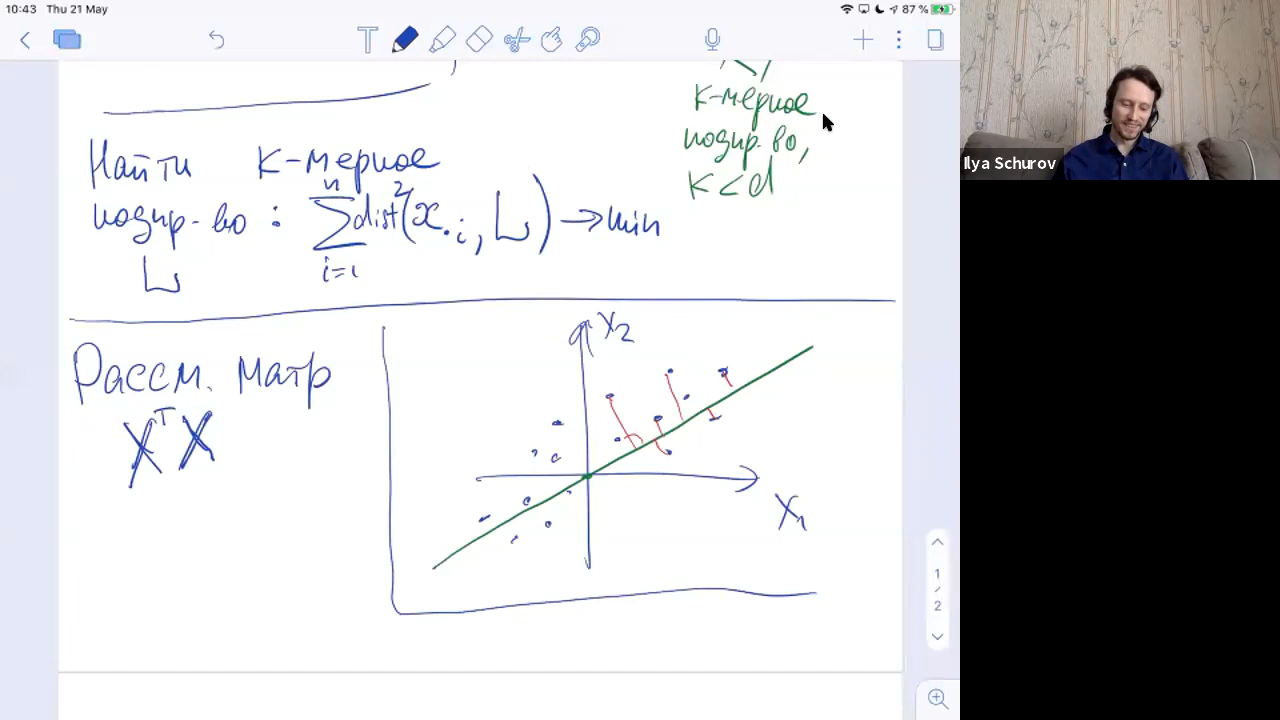 10:43 Thu 21 May
87 %
T
к-мерное
подпр-во,
k < d
Найти к-мерное
подпр-во : n
∑ dist²(x.i, L) → min
L i=1
Рассм. матр
XᵀX
x₂
x₁
1
/
2
Ilya Schurov